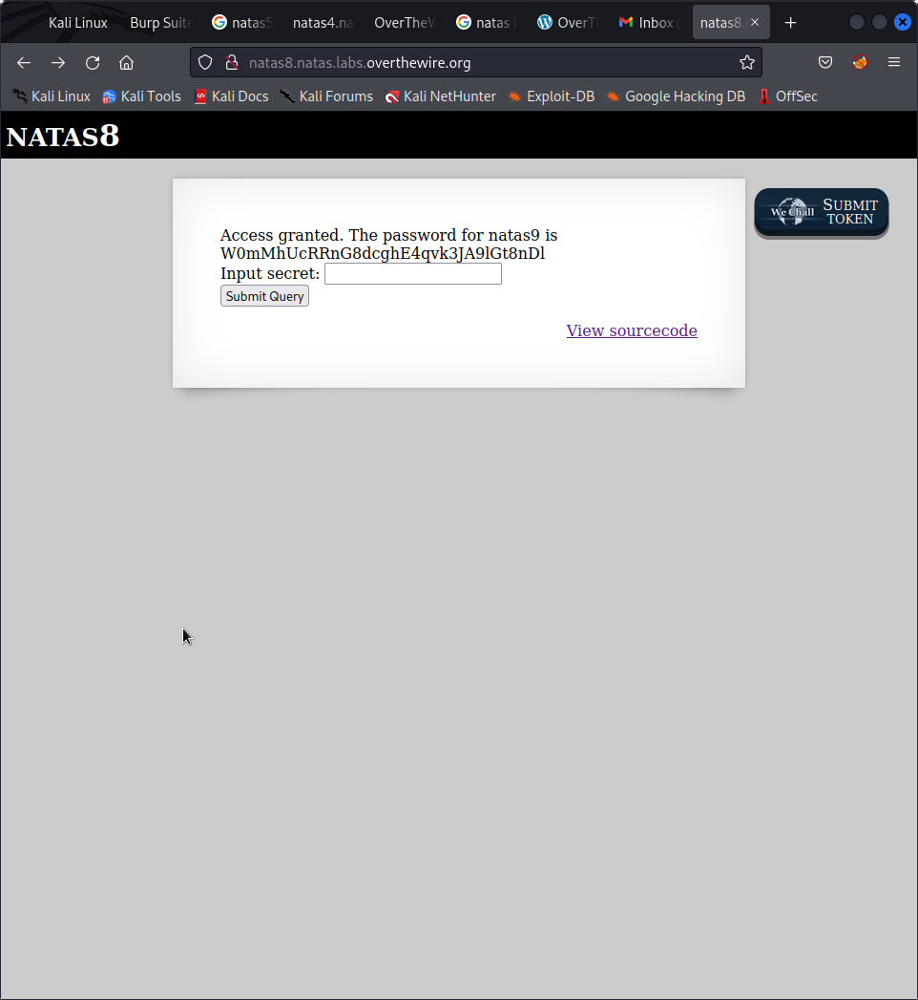 Kali Linux
Burp Suite
natas5
natas4.na
OverTheW
natas
OverT
Inbox
natas8.
natas8.natas.labs.overthewire.org
Kali Linux
Kali Tools
Kali Docs
Kali Forums
Kali NetHunter
Exploit-DB
Google Hacking DB
OffSec
NATAS8
Access granted. The password for natas9 is
W0mMhUcRRnG8dcghE4qvk3JA9lGt8nDl
Input secret:
Submit Query
View sourcecode
We Chall
SUBMIT
TOKEN